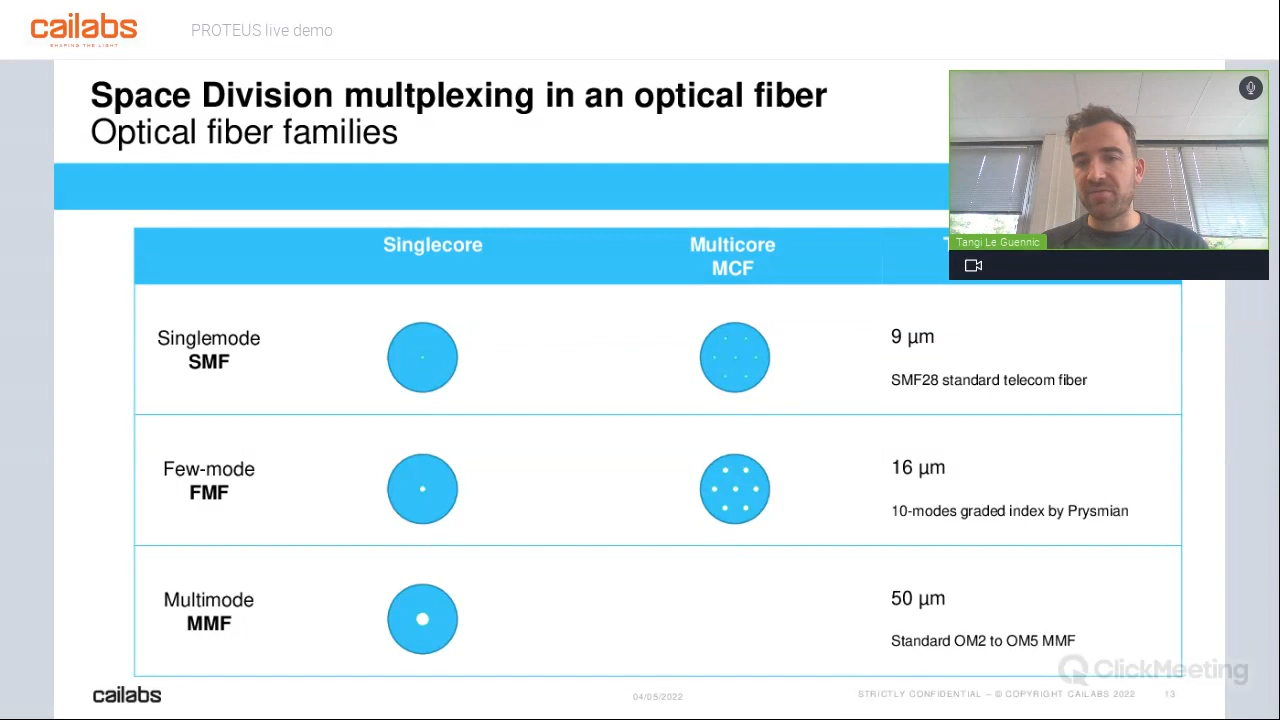 cailabs
SHAPING THE LIGHT
PROTEUS live demo
Space Division multplexing in an optical fiber
Optical fiber families
Tangi Le Guennic
Singlecore
Multicore
MCF
Singlemode
SMF
9 µm
SMF28 standard telecom fiber
Few-mode
FMF
16 µm
10-modes graded index by Prysmian
Multimode
MMF
50 µm
Standard OM2 to OM5 MMF
ClickMeeting
cailabs
04/05/2022
STRICTLY CONFIDENTIAL – © COPYRIGHT CAILABS 2022
13